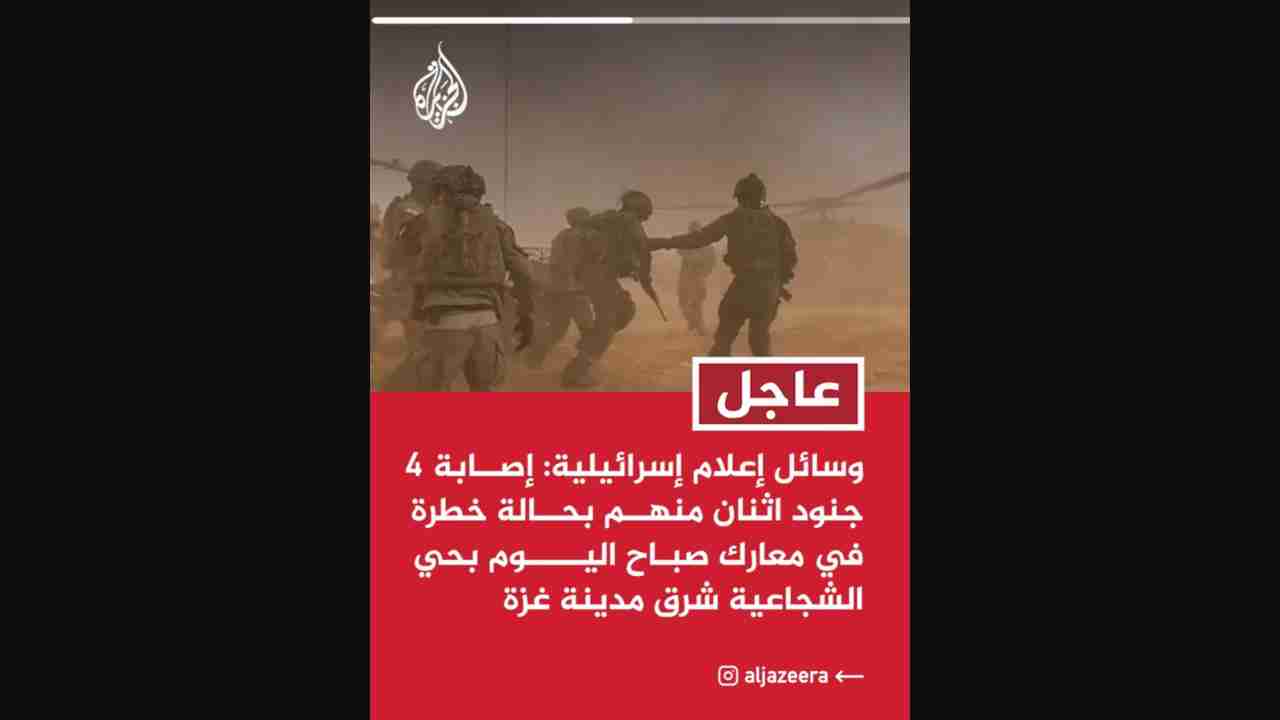 الجزيرة
عاجل
وسائل إعلام إسرائيلية: إصابة 4
جنود اثنان منهم بحالة خطرة
في معارك صباح اليوم بحي
الشجاعية شرق مدينة غزة
aljazeera